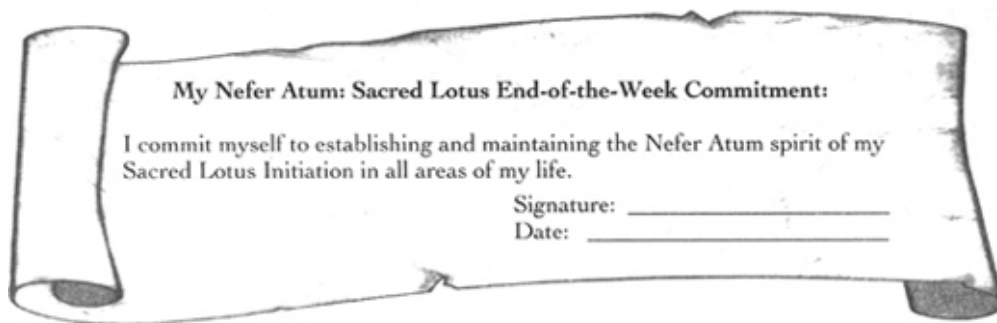 My Nefer Atum: Sacred Lotus End-of-the-Week Commitment:
I commit myself to establishing and maintaining the Nefer Atum spirit of my
Sacred Lotus Initiation in all areas of my life.
Signature:
Date: